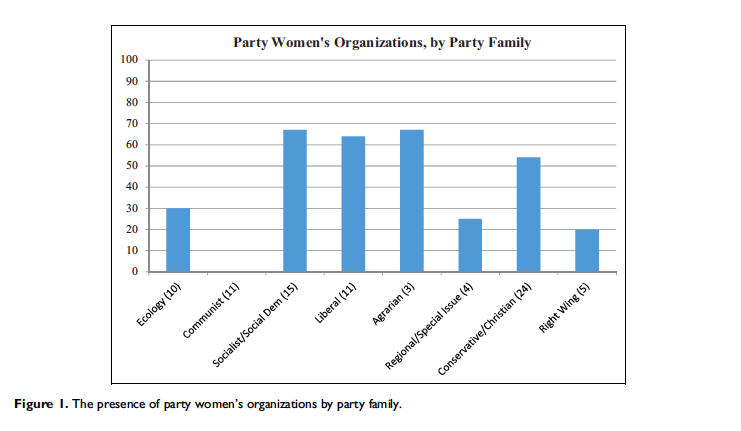 Party Women's Organizations, by Party Family
100
90
80
70
60
50
40
30
20
10
0
Ecology (10)
Communist (11)
Socialist/Social Dem (15)
Liberal (11)
Agrarian (3)
Regional/Special Issue (4)
Conservative/Christian (24)
Right Wing (5)
Figure 1. The presence of party women’s organizations by party family.